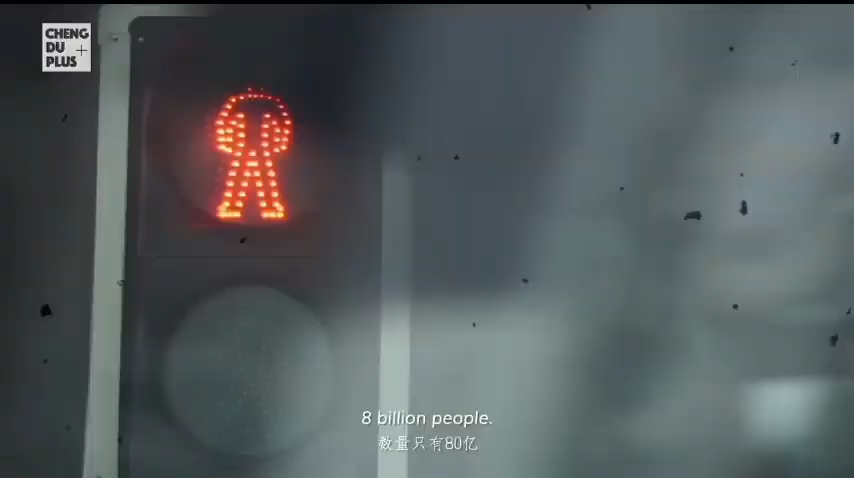 CHENG
DU +
PLUS
8 billion people.
数量只有80亿